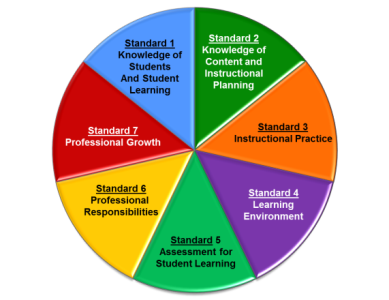 Standard 1
Knowledge of
Students
And Student
Learning
Standard 2
Knowledge of
Content and
Instructional
Planning
Standard 3
Instructional Practice
Standard 4
Learning
Environment
Standard 5
Assessment for
Student Learning
Standard 6
Professional
Responsibilities
Standard 7
Professional Growth